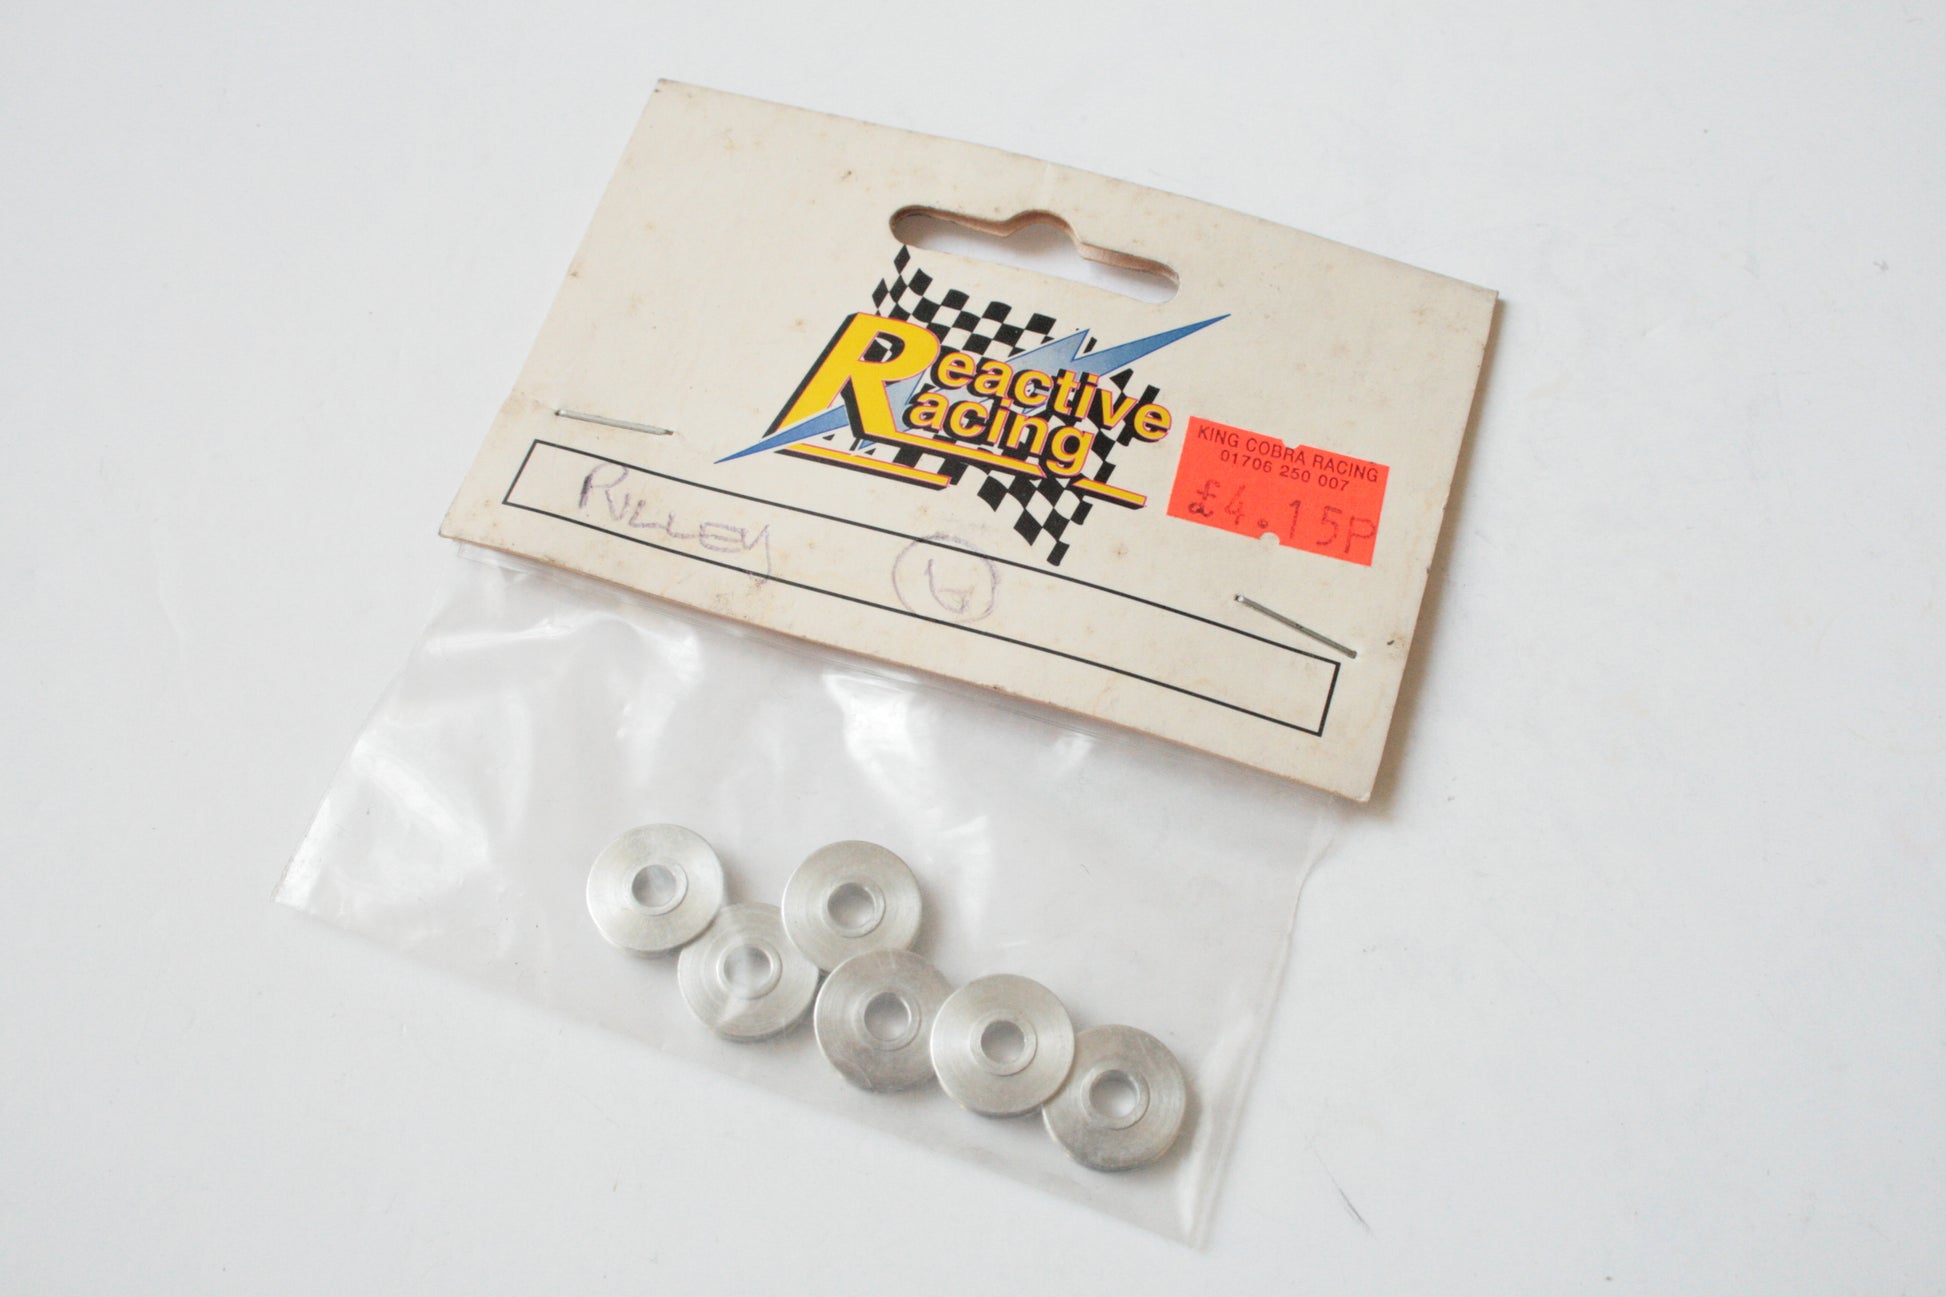 Reactive
Racing
KING COBRA RACING
01706 250 007
£4.15P
PULLEY